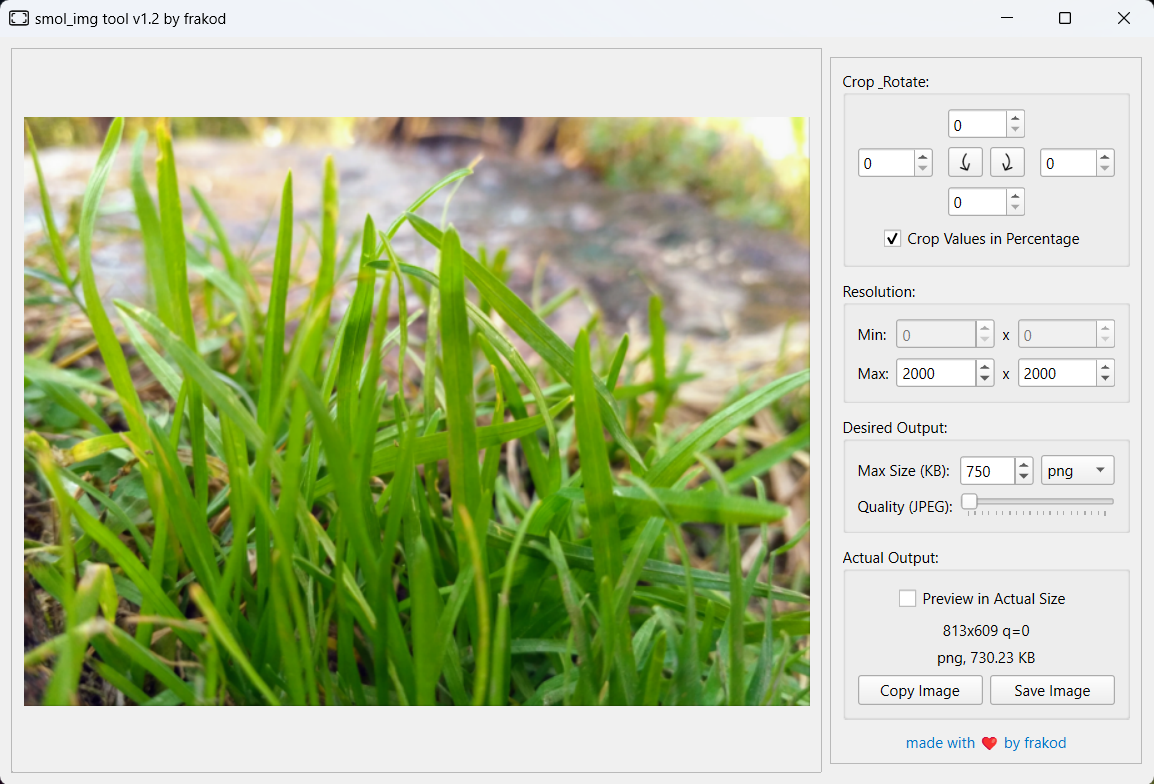 smol_img tool v1.2 by frakod
Crop _Rotate:
0
0 0
0
Crop Values in Percentage
Resolution:
Min: 0 x 0
Max: 2000 x 2000
Desired Output:
Max Size (KB): 750 png
Quality (JPEG):
Actual Output:
Preview in Actual Size
813x609 q=0
png, 730.23 KB
Copy Image Save Image
made with ❤️ by frakod